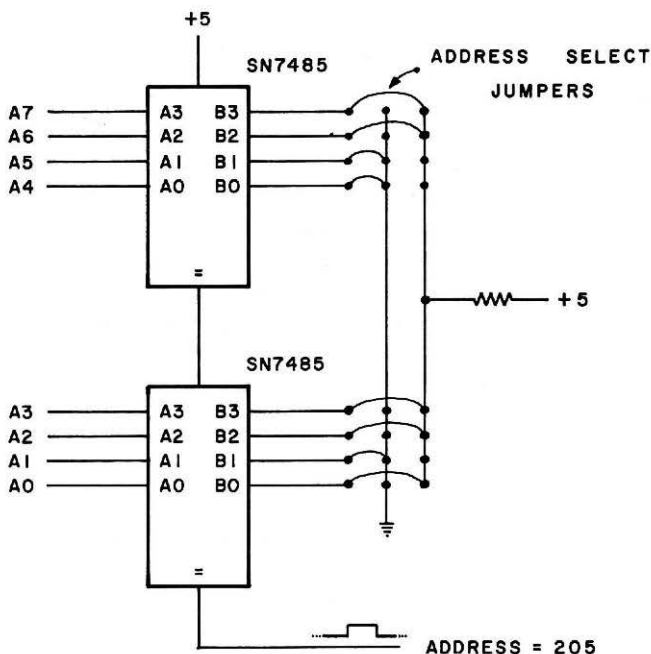 +5
SN7485
ADDRESS SELECT
JUMPERS
A7 A3 B3
A6 A2 B2
A5 A1 B1
A4 A0 B0
=
+5
SN7485
A3 A3 B3
A2 A2 B2
A1 A1 B1
A0 A0 B0
=
ADDRESS = 205